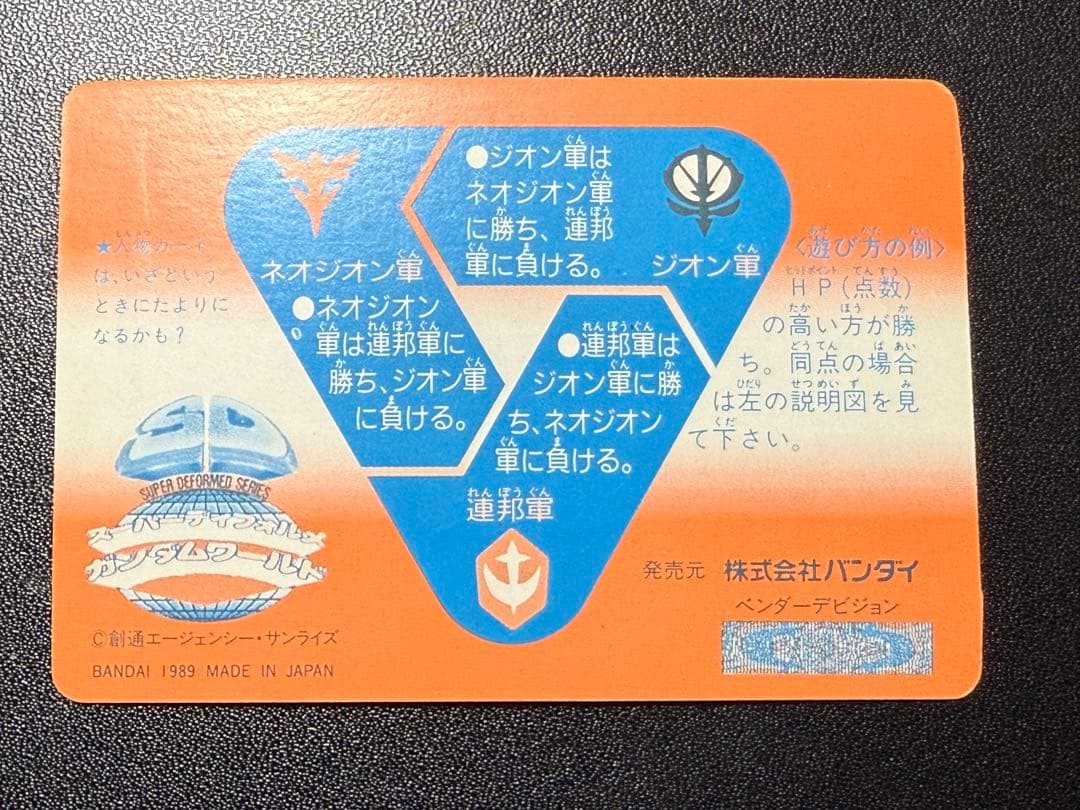 ●ジオン軍は
ネオジオン軍
に勝ち、連邦
軍に負ける。
ジオン軍
ネオジオン軍
●ネオジオン
軍は連邦軍に
勝ち、ジオン軍
に負ける。
●連邦軍は
ジオン軍に勝
ち、ネオジオン
軍に負ける。
連邦軍
★人物カード
は、いざという
ときにたよりに
なるかも？
〈遊び方の例〉
HP(点数)
の高い方が勝
ち。同点の場合
は左の説明図を見
て下さい。
SUPER DEFORMED SERIES
スーパーディフォルメ
ガンダムワールド
©創通エージェンシー・サンライズ
BANDAI 1989 MADE IN JAPAN
発売元 株式会社バンダイ
ベンダーデビジョン